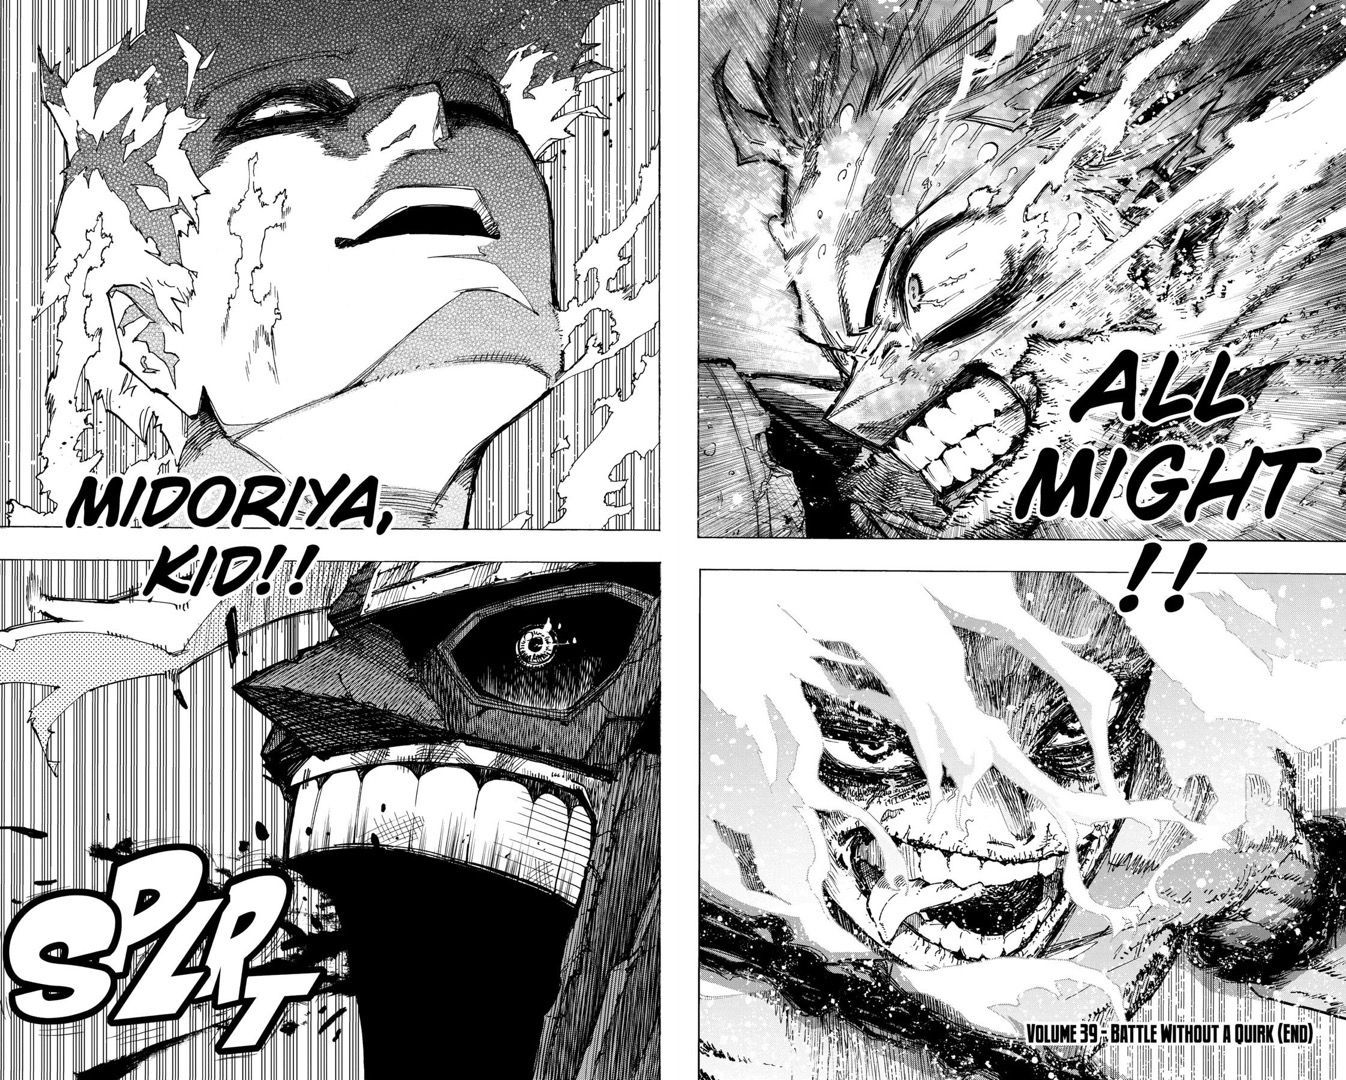 ALL
MIGHT
!!
VOLUME 39 - BATTLE WITHOUT A QUIRK (END)
MIDORIYA,
KID!!
SPLRT